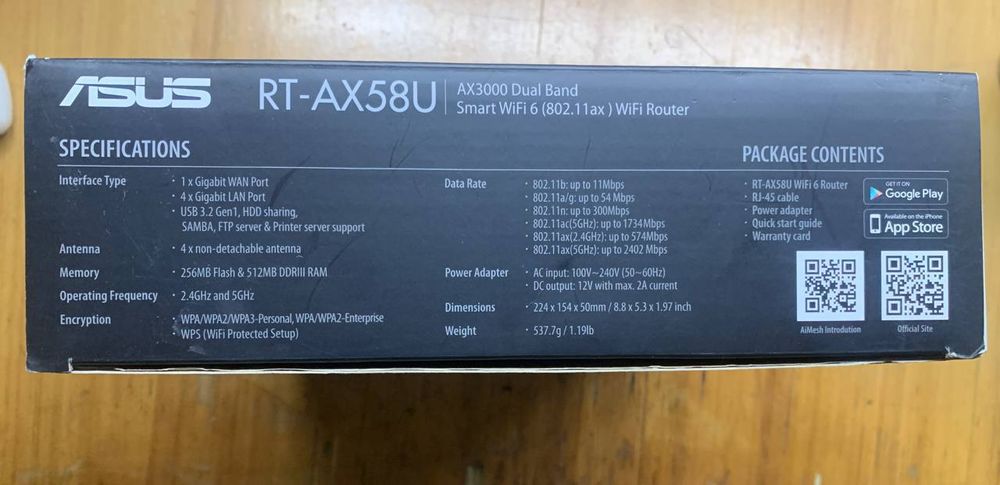 ASUS RT-AX58U
AX3000 Dual Band
Smart WiFi 6 (802.11ax ) WiFi Router
SPECIFICATIONS
Interface Type
· 1 x Gigabit WAN Port
· 4 x Gigabit LAN Port
· USB 3.2 Gen1, HDD sharing,
SAMBA, FTP server & Printer server support
Antenna · 4 x non-detachable antenna
Memory · 256MB Flash & 512MB DDRIII RAM
Operating Frequency · 2.4GHz and 5GHz
Encryption · WPA/WPA2/WPA3-Personal, WPA/WPA2-Enterprise
· WPS (WiFi Protected Setup)
Data Rate · 802.11b: up to 11Mbps
· 802.11a/g: up to 54 Mbps
· 802.11n: up to 300Mbps
· 802.11ac(5GHz): up to 1734Mbps
· 802.11ax(2.4GHz): up to 574Mbps
· 802.11ax(5GHz): up to 2402 Mbps
Power Adapter · AC input: 100V~240V (50~60Hz)
· DC output: 12V with max. 2A current
Dimensions · 224 x 154 x 50mm / 8.8 x 5.3 x 1.97 inch
Weight · 537.7g / 1.19lb
PACKAGE CONTENTS
· RT-AX58U WiFi 6 Router
· RJ-45 cable
· Power adapter
· Quick start guide
· Warranty card
GET IT ON
Google Play
Available on the iPhone
App Store
AiMesh Introdution
Official Site